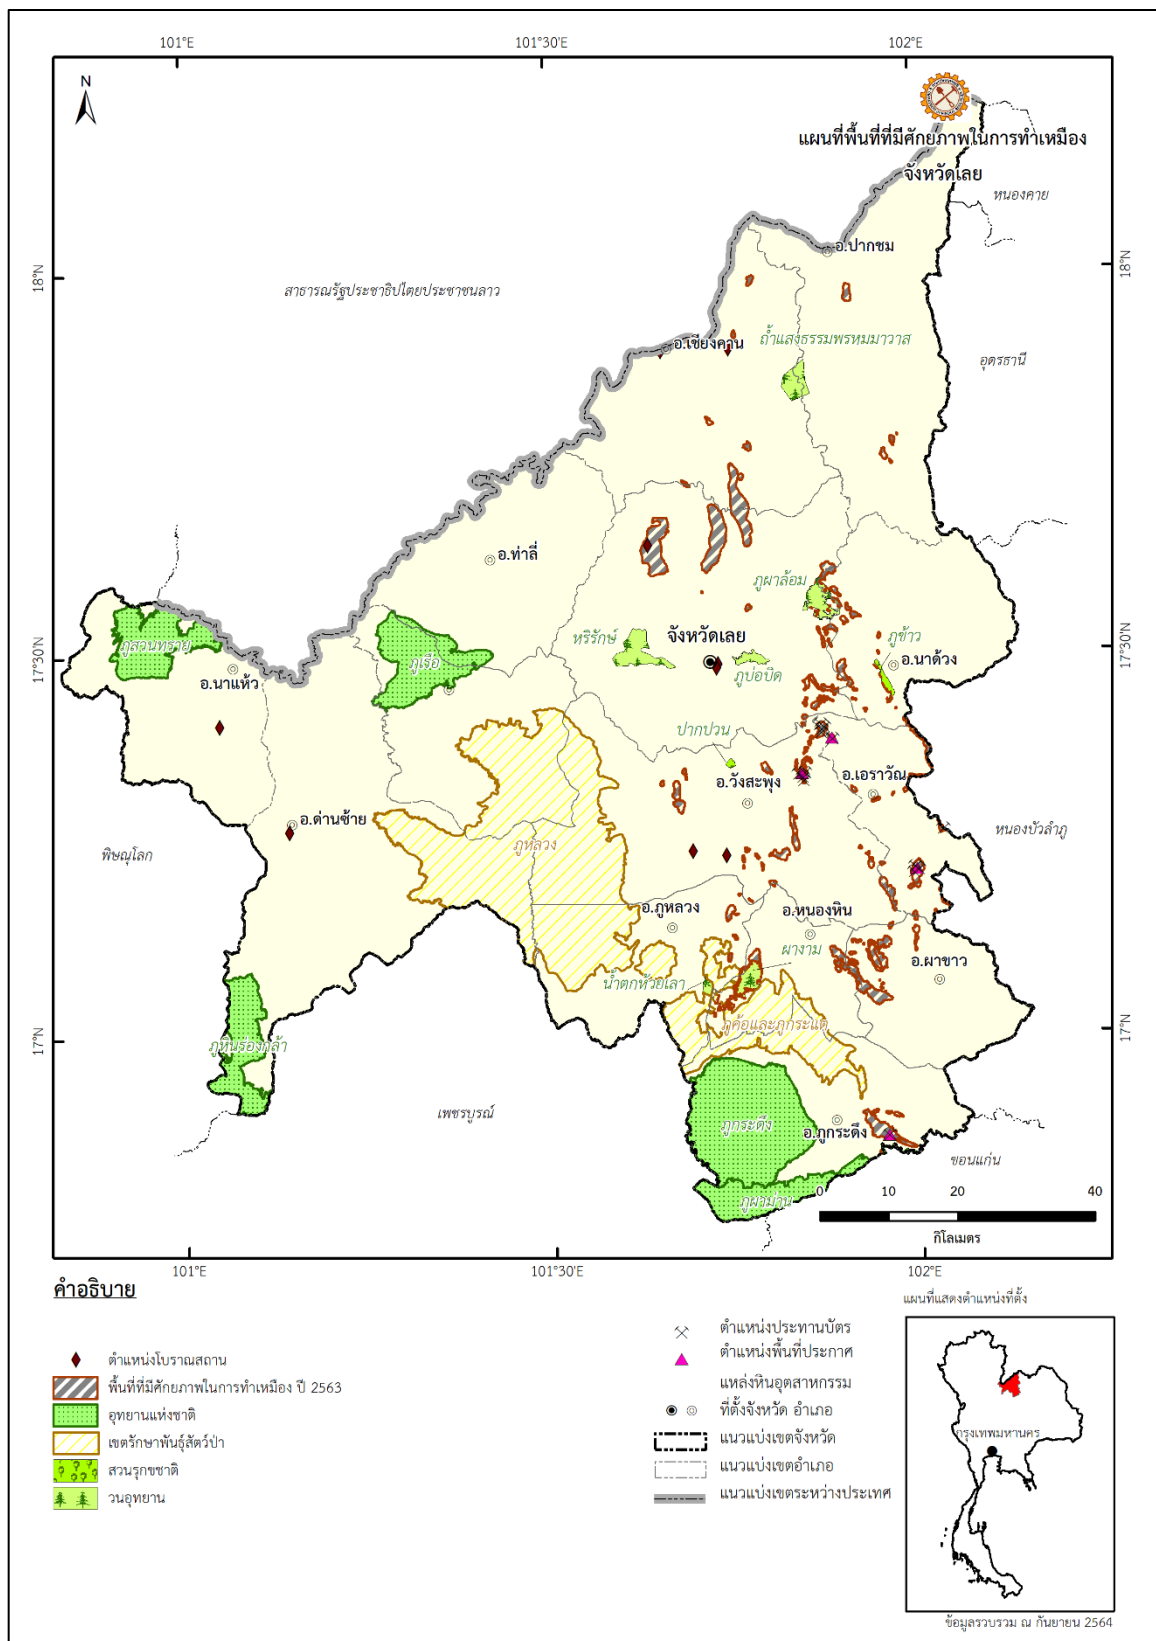 101°E 101°30'E 102°E
N
แผนที่พื้นที่ที่มีศักยภาพในการทำเหมือง
จังหวัดเลย
หนองคาย
อ.ปากชม
18°N
18°N
สาธารณรัฐประชาธิปไตยประชาชนลาว
ถ้ำแสงธรรมพรหมมาวาส
อ.เชียงคาน
อุดรธานี
อ.ท่าลี่
ภูผาล้อม
หริรักษ์
จังหวัดเลย
ภูข้าว
ภูสวนทราย
ภูเรือ
17°30'N
17°30'N
อ.นาด้วง
อ.นาแห้ว
ภูบ่อบิด
ปากปวน
อ.วังสะพุง
อ.เอราวัณ
อ.ด่านซ้าย
หนองบัวลำภู
พิษณุโลก
ภูหลวง
อ.ภูหลวง
อ.หนองหิน
ผางาม
อ.ผาขาว
น้ำตกห้วยเลา
ภูค้อและภูกระแต
17°N
17°N
ภูหินร่องกล้า
เพชรบูรณ์
ภูกระดึง
อ.ภูกระดึง
ขอนแก่น
ภูผาม่าน
0 10 20 40
กิโลเมตร
101°E 101°30'E 102°E
คำอธิบาย
ตำแหน่งโบราณสถาน
พื้นที่ที่มีศักยภาพในการทำเหมือง ปี 2563
อุทยานแห่งชาติ
เขตรักษาพันธุ์สัตว์ป่า
สวนรุกขชาติ
วนอุทยาน
ตำแหน่งประทานบัตร
ตำแหน่งพื้นที่ประกาศ
แหล่งหินอุตสาหกรรม
ที่ตั้งจังหวัด อำเภอ
แนวแบ่งเขตจังหวัด
แนวแบ่งเขตอำเภอ
แนวแบ่งเขตระหว่างประเทศ
แผนที่แสดงตำแหน่งที่ตั้ง
กรุงเทพมหานคร
ข้อมูลรวบรวม ณ กันยายน 2564